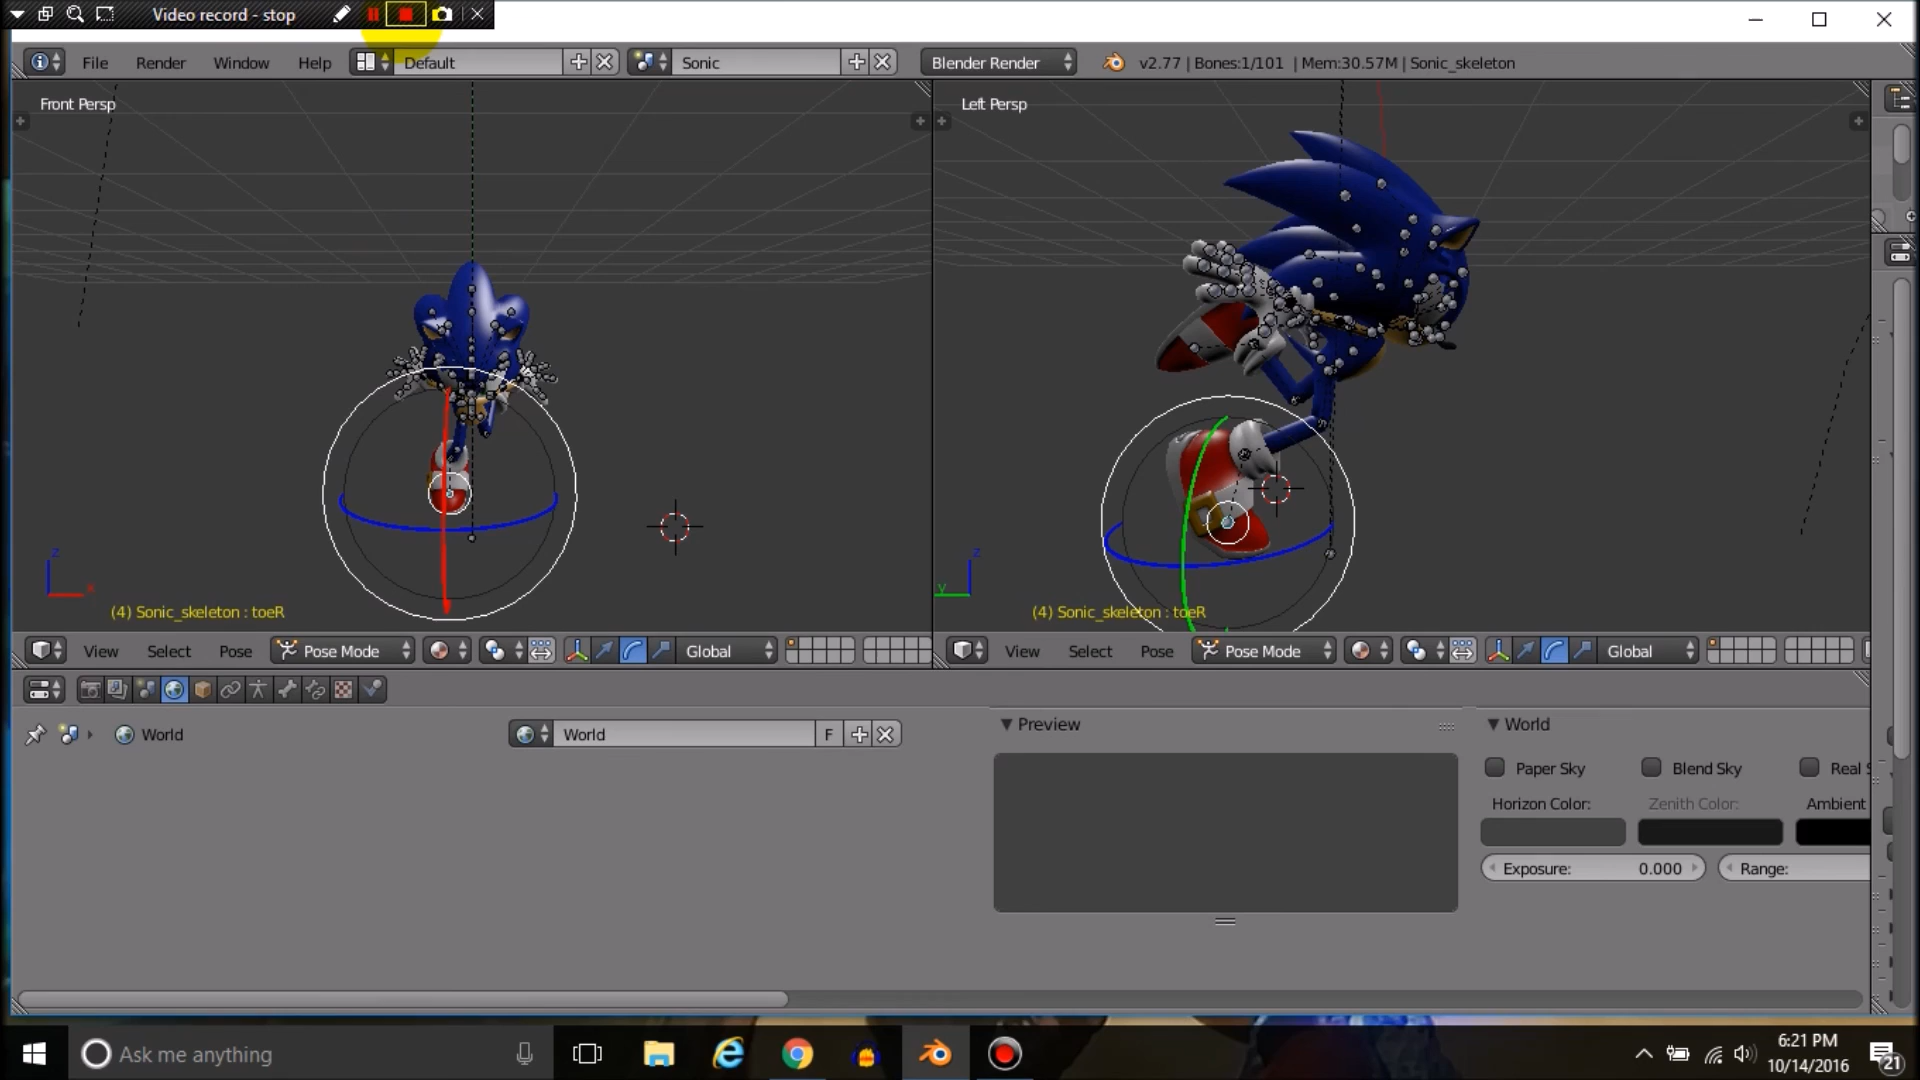 Video record - stop
File Render Window Help Default Sonic Blender Render v2.77 | Bones:1/101 | Mem:30.57M | Sonic_skeleton
Front Persp
Left Persp
z
x
(4) Sonic_skeleton : toeR
z
y
(4) Sonic_skeleton : toeR
View Select Pose Pose Mode Global
View Select Pose Pose Mode Global
World
World F
Preview
World
Paper Sky Blend Sky Real S
Horizon Color: Zenith Color: Ambient
Exposure: 0.000 Range:
Ask me anything
6:21 PM
10/14/2016
21